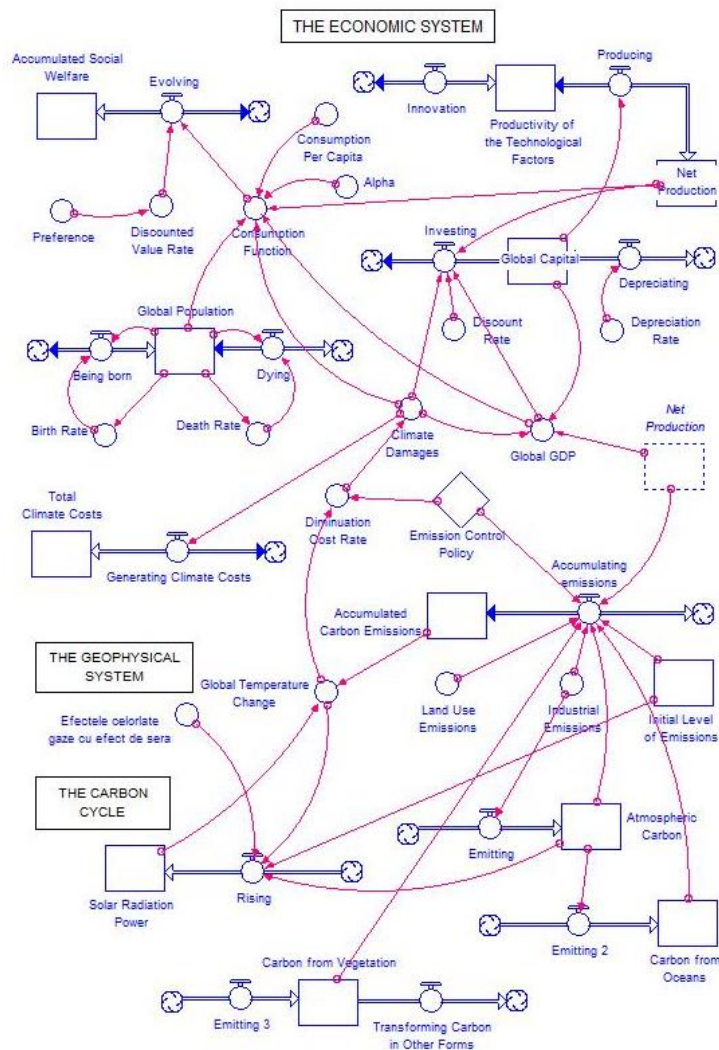 THE ECONOMIC SYSTEM
Accumulated Social
Welfare
Evolving
Producing
Innovation
Productivity of
the Technological
Factors
Consumption
Per Capita
Alpha
Net
Production
Preference
Discounted
Value Rate
Consumption
Function
Investing
Global Capital
Depreciating
Discount
Rate
Depreciation
Rate
Global Population
Being born
Dying
Birth Rate
Death Rate
Climate
Damages
Global GDP
Net
Production
Total
Climate Costs
Diminuation
Cost Rate
Emission Control
Policy
Generating Climate Costs
Accumulating
emissions
Accumulated
Carbon Emissions
THE GEOPHYSICAL
SYSTEM
Global Temperature
Change
Land Use
Emissions
Industrial
Emissions
Initial Level
of Emissions
Efectele celorlate
gaze cu efect de sera
THE CARBON
CYCLE
Atmospheric
Carbon
Emitting
Solar Radiation
Power
Rising
Emitting 2
Carbon from
Oceans
Carbon from Vegetation
Emitting 3
Transforming Carbon
in Other Forms